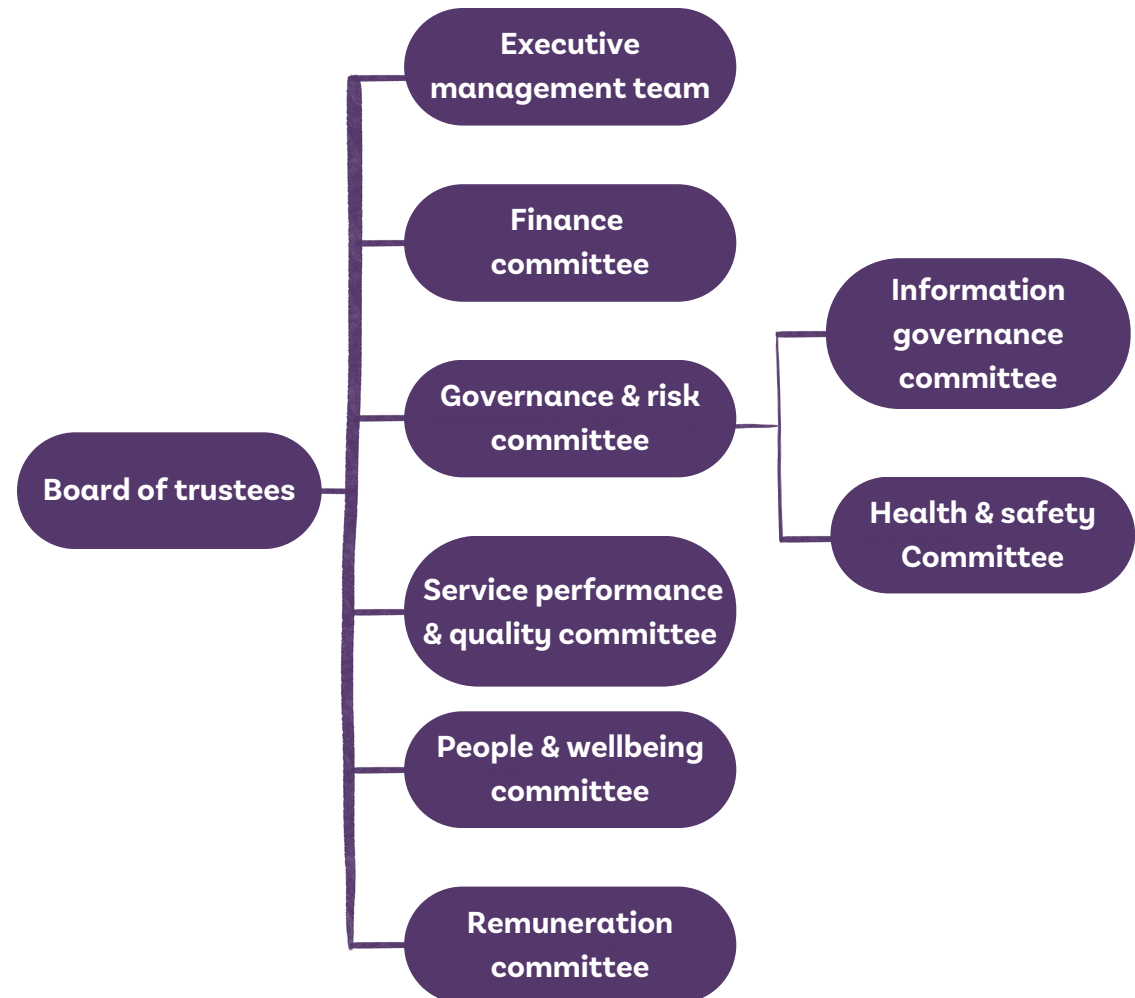 Executive
management team
Finance
committee
Information
governance
committee
Governance & risk
committee
Board of trustees
Health & safety
Committee
Service performance
& quality committee
People & wellbeing
committee
Remuneration
committee